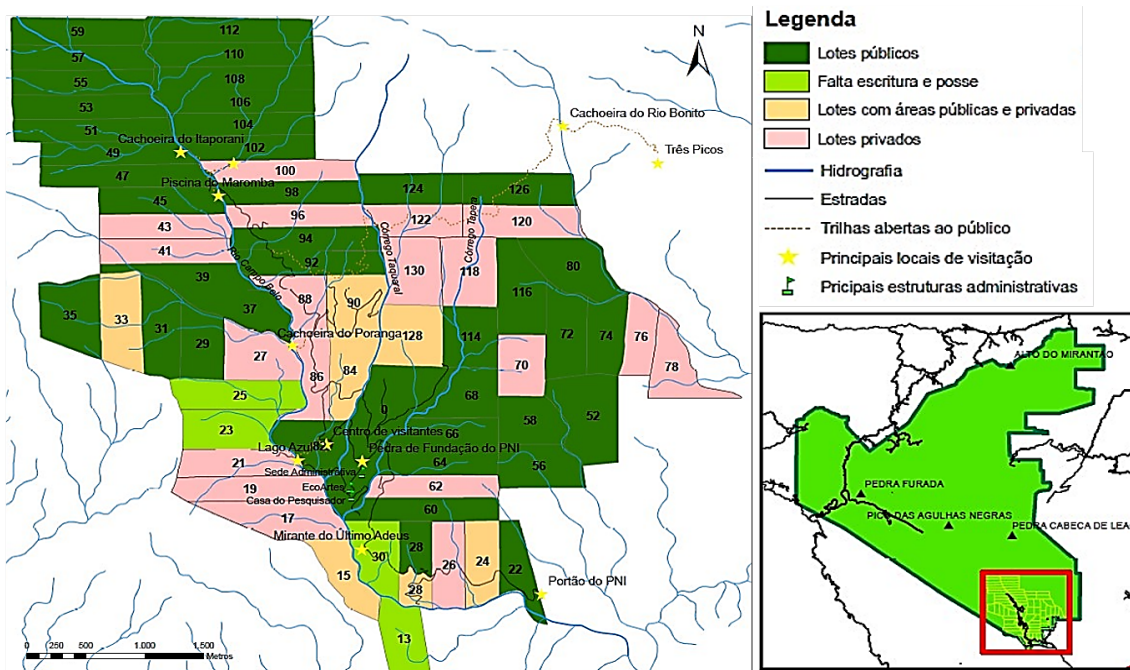 59
112
57
110
55
108
53
106
51
104
Cachoeira do Itaporani
49
102
47
100
Piscina do Maromba
98
124
126
45
96
122
120
43
94
Córrego Tapera
Córrego Taquaral
41
92
Rio Campo Belo
130
118
80
39
88
90
116
35
33
31
37
Cachoeira do Poranga
29
27
128
114
72
74
76
70
78
86
84
25
0
68
58
52
23
66
Centro de visitantes
82
Lago Azul
Pedra de Fundação do PNI
21
64
56
Sede Administrativa
EcoArtes
62
19
Casa do Pesquisador
60
17
Mirante do Último Adeus
30
28
26
24
22
15
28
Portão do PNI
13
Cachoeira do Rio Bonito
Três Picos
N
0 250 500 1.000 1.500
Metros
Legenda
Lotes públicos
Falta escritura e posse
Lotes com áreas públicas e privadas
Lotes privados
Hidrografia
Estradas
Trilhas abertas ao público
Principais locais de visitação
Pricipais estruturas administrativas
ALTO DO MIRANTÃO
PEDRA FURADA
PICO DAS AGULHAS NEGRAS
PEDRA CABECA DE LEA